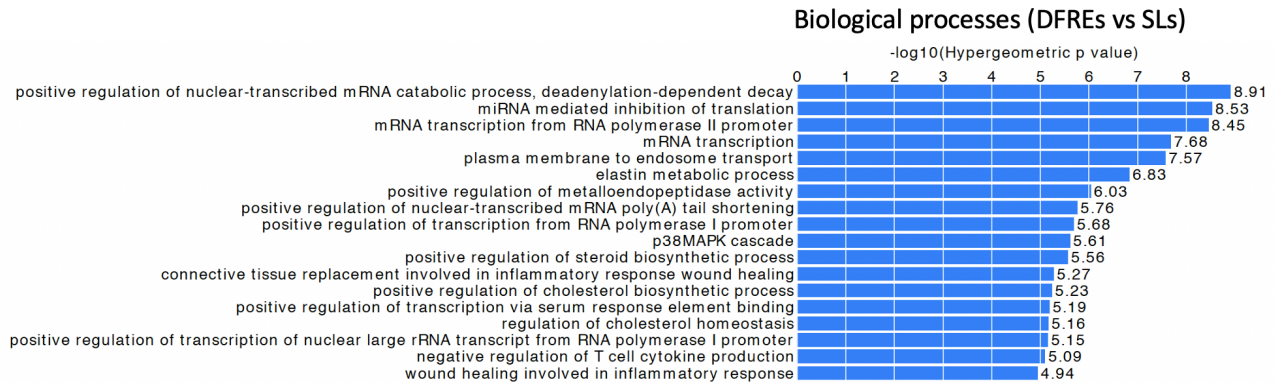 Biological processes (DFREs vs SLs)
-log10(Hypergeometric p value)
0 1 2 3 4 5 6 7 8
positive regulation of nuclear-transcribed mRNA catabolic process, deadenylation-dependent decay 8.91
miRNA mediated inhibition of translation 8.53
mRNA transcription from RNA polymerase II promoter 8.45
mRNA transcription 7.68
plasma membrane to endosome transport 7.57
elastin metabolic process 6.83
positive regulation of metalloendopeptidase activity 6.03
positive regulation of nuclear-transcribed mRNA poly(A) tail shortening 5.76
positive regulation of transcription from RNA polymerase I promoter 5.68
p38MAPK cascade 5.61
positive regulation of steroid biosynthetic process 5.56
connective tissue replacement involved in inflammatory response wound healing 5.27
positive regulation of cholesterol biosynthetic process 5.23
positive regulation of transcription via serum response element binding 5.19
regulation of cholesterol homeostasis 5.16
positive regulation of transcription of nuclear large rRNA transcript from RNA polymerase I promoter 5.15
negative regulation of T cell cytokine production 5.09
wound healing involved in inflammatory response 4.94